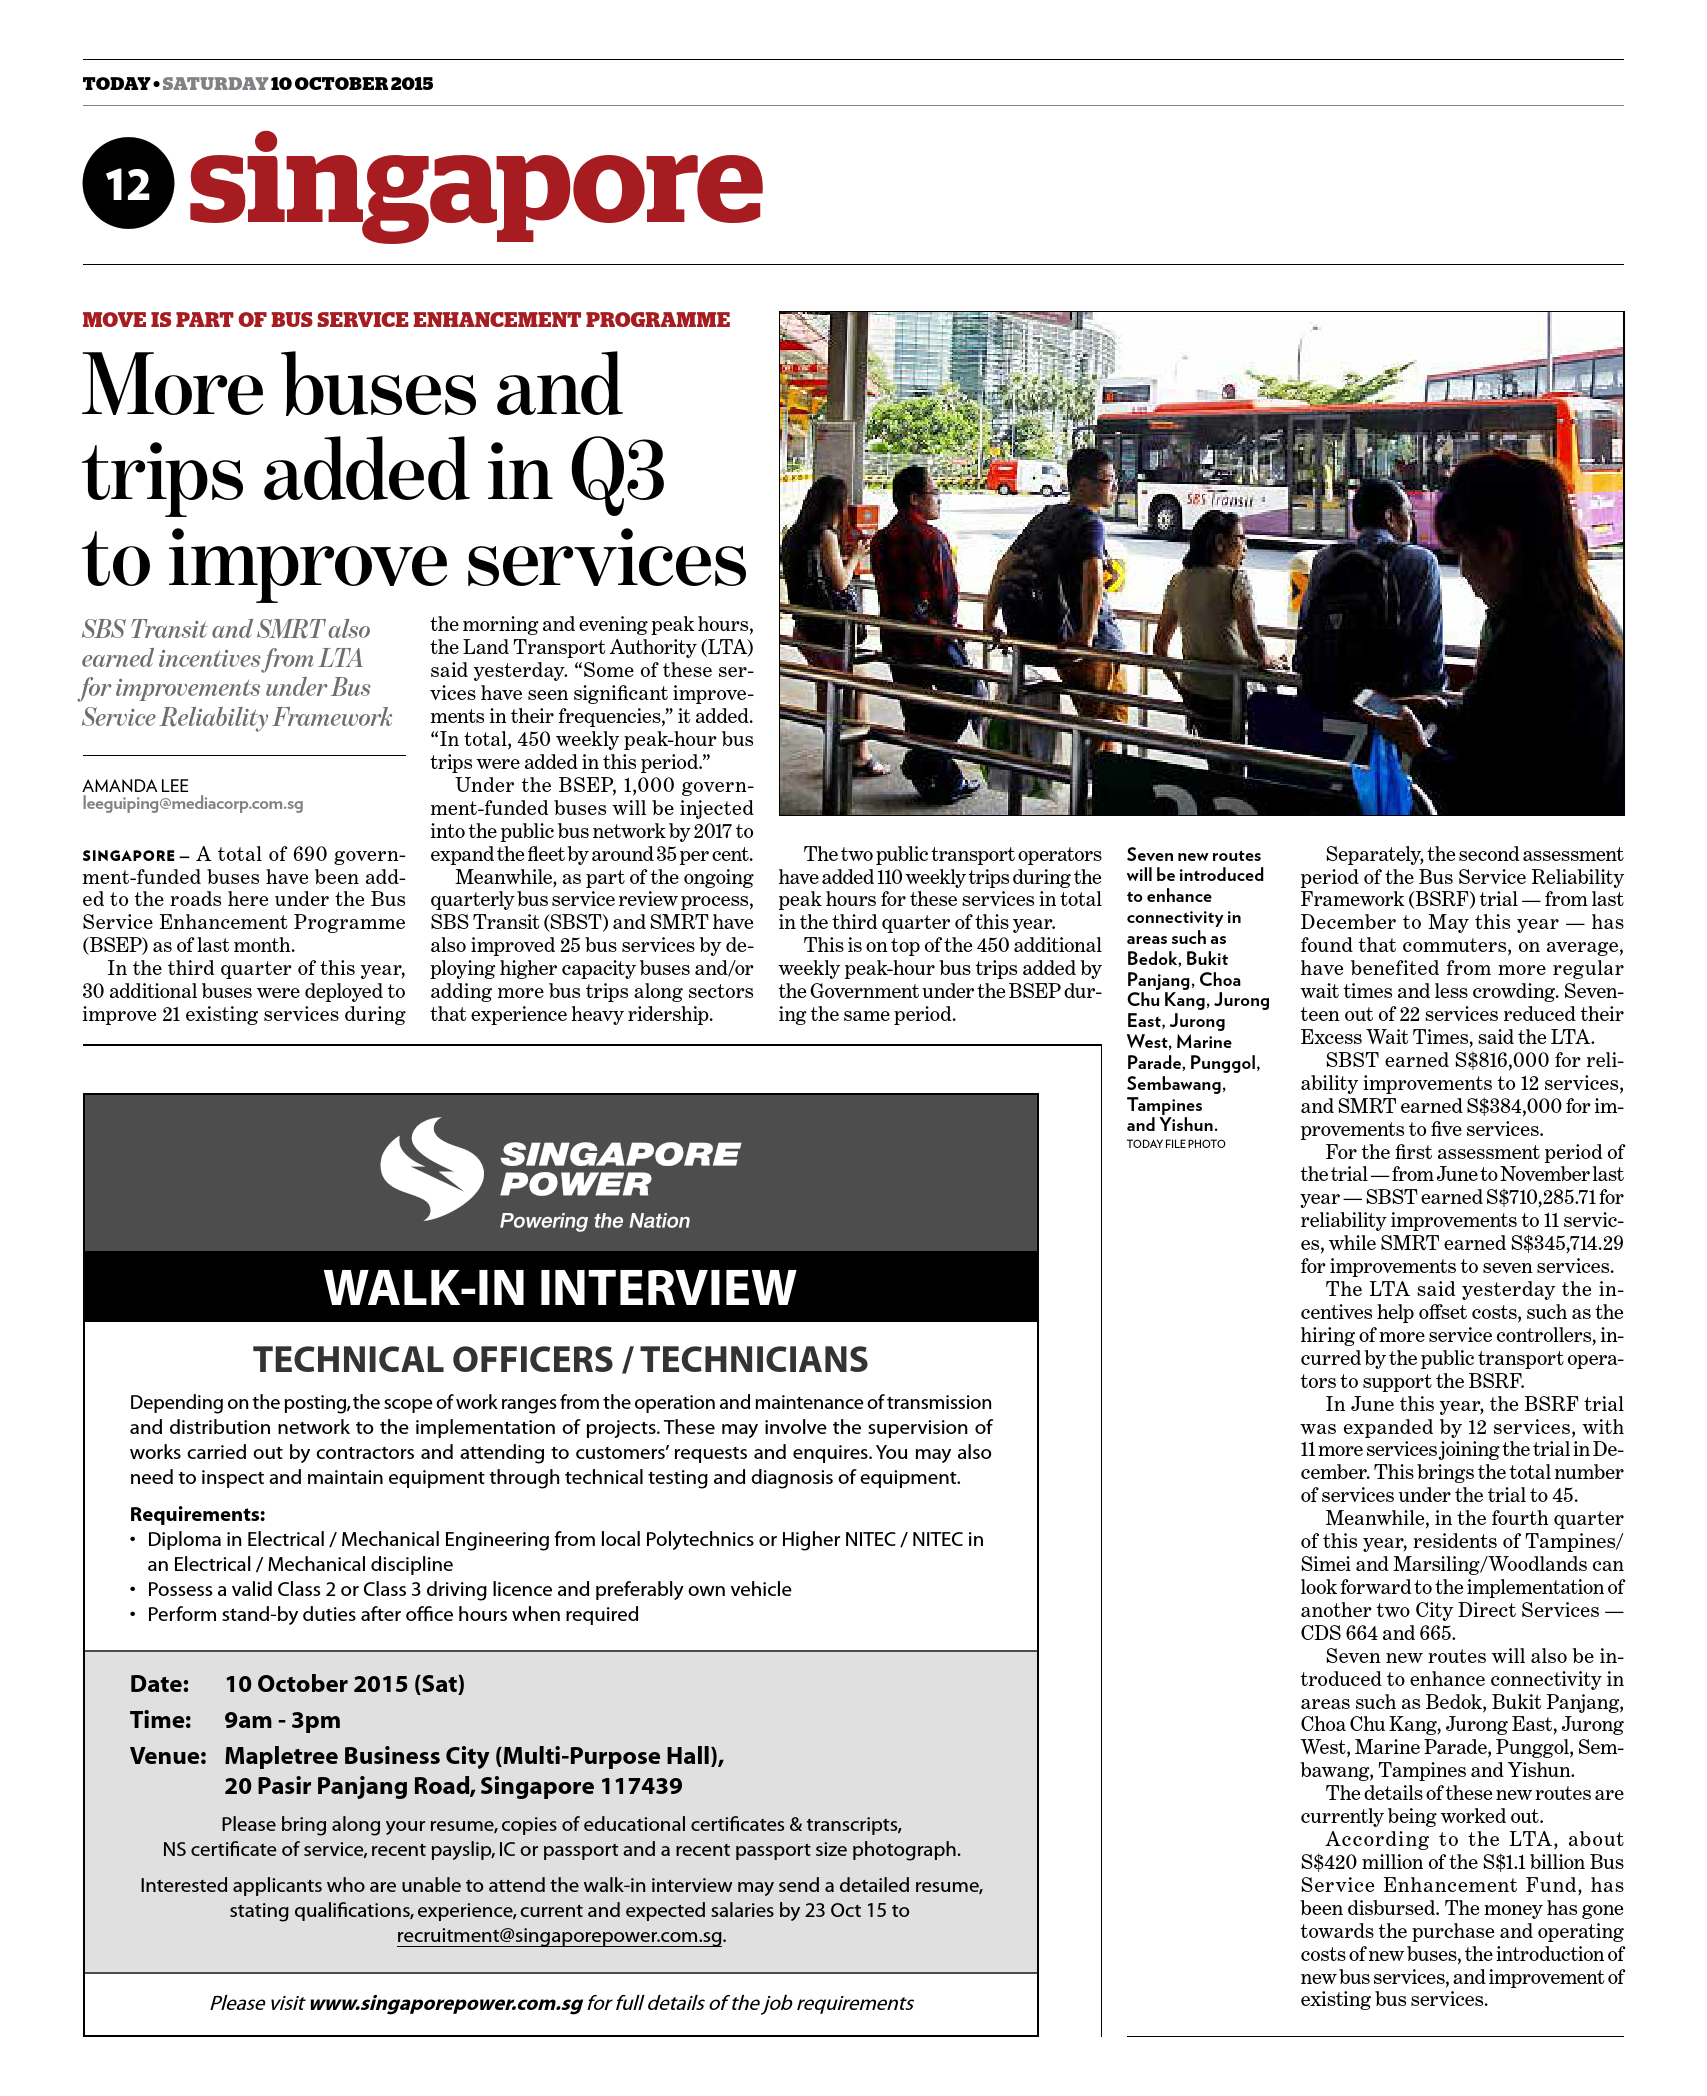 TODAY • SATURDAY 10 OCTOBER 2015
12 singapore
MOVE IS PART OF BUS SERVICE ENHANCEMENT PROGRAMME
More buses and
trips added in Q3
to improve services
SBS Transit and SMRT also
earned incentives from LTA
for improvements under Bus
Service Reliability Framework
AMANDA LEE
leeguiping@mediacorp.com.sg
SINGAPORE – A total of 690 govern-
ment-funded buses have been add-
ed to the roads here under the Bus
Service Enhancement Programme
(BSEP) as of last month.
In the third quarter of this year,
30 additional buses were deployed to
improve 21 existing services during
the morning and evening peak hours,
the Land Transport Authority (LTA)
said yesterday. “Some of these ser-
vices have seen significant improve-
ments in their frequencies,” it added.
“In total, 450 weekly peak-hour bus
trips were added in this period.”
Under the BSEP, 1,000 govern-
ment-funded buses will be injected
into the public bus network by 2017 to
expand the fleet by around 35 per cent.
Meanwhile, as part of the ongoing
quarterly bus service review process,
SBS Transit (SBST) and SMRT have
also improved 25 bus services by de-
ploying higher capacity buses and/or
adding more bus trips along sectors
that experience heavy ridership.
SBS Transit
7
22
The two public transport operators
have added 110 weekly trips during the
peak hours for these services in total
in the third quarter of this year.
This is on top of the 450 additional
weekly peak-hour bus trips added by
the Government under the BSEP dur-
ing the same period.
Seven new routes
will be introduced
to enhance
connectivity in
areas such as
Bedok, Bukit
Panjang, Choa
Chu Kang, Jurong
East, Jurong
West, Marine
Parade, Punggol,
Sembawang,
Tampines
and Yishun.
TODAY FILE PHOTO
Separately, the second assessment
period of the Bus Service Reliability
Framework (BSRF) trial — from last
December to May this year — has
found that commuters, on average,
have benefited from more regular
wait times and less crowding. Seven-
teen out of 22 services reduced their
Excess Wait Times, said the LTA.
SBST earned S$816,000 for reli-
ability improvements to 12 services,
and SMRT earned S$384,000 for im-
provements to five services.
For the first assessment period of
the trial — from June to November last
year — SBST earned S$710,285.71 for
reliability improvements to 11 servic-
es, while SMRT earned S$345,714.29
for improvements to seven services.
The LTA said yesterday the in-
centives help offset costs, such as the
hiring of more service controllers, in-
curred by the public transport opera-
tors to support the BSRF.
In June this year, the BSRF trial
was expanded by 12 services, with
11 more services joining the trial in De-
cember. This brings the total number
of services under the trial to 45.
Meanwhile, in the fourth quarter
of this year, residents of Tampines/
Simei and Marsiling/Woodlands can
look forward to the implementation of
another two City Direct Services —
CDS 664 and 665.
Seven new routes will also be in-
troduced to enhance connectivity in
areas such as Bedok, Bukit Panjang,
Choa Chu Kang, Jurong East, Jurong
West, Marine Parade, Punggol, Sem-
bawang, Tampines and Yishun.
The details of these new routes are
currently being worked out.
According to the LTA, about
S$420 million of the S$1.1 billion Bus
Service Enhancement Fund, has
been disbursed. The money has gone
towards the purchase and operating
costs of new buses, the introduction of
new bus services, and improvement of
existing bus services.
SINGAPORE
POWER
Powering the Nation
WALK-IN INTERVIEW
TECHNICAL OFFICERS / TECHNICIANS
Depending on the posting, the scope of work ranges from the operation and maintenance of transmission
and distribution network to the implementation of projects. These may involve the supervision of
works carried out by contractors and attending to customers’ requests and enquires. You may also
need to inspect and maintain equipment through technical testing and diagnosis of equipment.
Requirements:
• Diploma in Electrical / Mechanical Engineering from local Polytechnics or Higher NITEC / NITEC in
an Electrical / Mechanical discipline
• Possess a valid Class 2 or Class 3 driving licence and preferably own vehicle
• Perform stand-by duties after office hours when required
Date: 10 October 2015 (Sat)
Time: 9am - 3pm
Venue: Mapletree Business City (Multi-Purpose Hall),
20 Pasir Panjang Road, Singapore 117439
Please bring along your resume, copies of educational certificates & transcripts,
NS certificate of service, recent payslip, IC or passport and a recent passport size photograph.
Interested applicants who are unable to attend the walk-in interview may send a detailed resume,
stating qualifications, experience, current and expected salaries by 23 Oct 15 to
recruitment@singaporepower.com.sg.
Please visit www.singaporepower.com.sg for full details of the job requirements